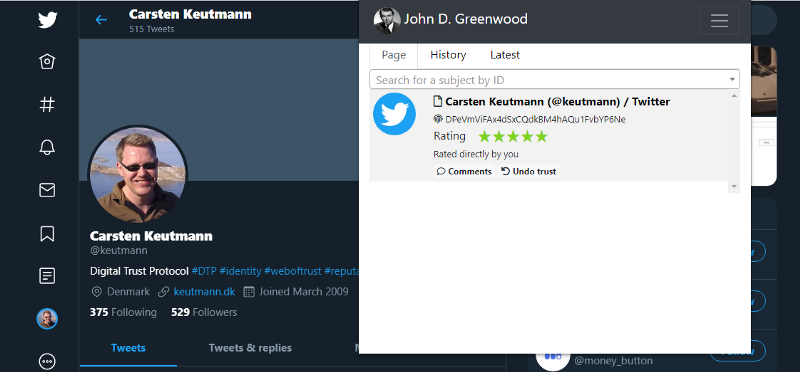 Carsten Keutmann
515 Tweets
Carsten Keutmann
@keutmann
Digital Trust Protocol #DTP #identity #weboftrust #reputa
Denmark keutmann.dk Joined March 2009
375 Following 529 Followers
Tweets Tweets & replies
John D. Greenwood
Page History Latest
Search for a subject by ID
Carsten Keutmann (@keutmann) / Twitter
DPeVmViFAx4dSxCQdkBM4hAQu1FvbYP6Ne
Rating
Rated directly by you
Comments Undo trust
@money_button